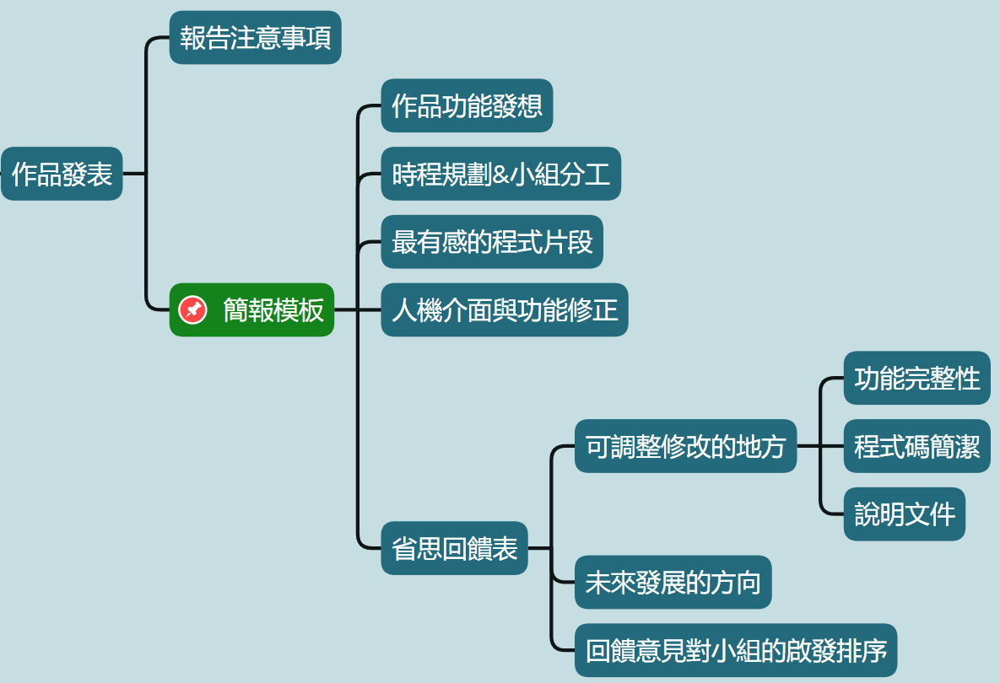 作品發表
報告注意事項
簡報模板
作品功能發想
時程規劃&小組分工
最有感的程式片段
人機介面與功能修正
省思回饋表
可調整修改的地方
功能完整性
程式碼簡潔
說明文件
未來發展的方向
回饋意見對小組的啟發排序